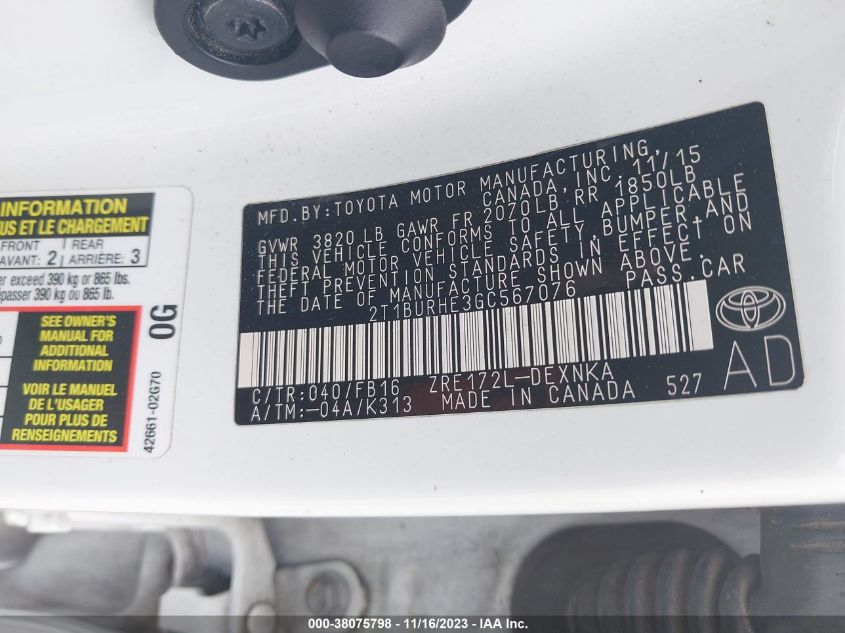 INFORMATION
US ET LE CHARGEMENT
FRONT
AVANT: 2
REAR
ARRIÈRE: 3
er exceed 390 kg or 865 lbs.
épasser 390 kg ou 865 lb.
SEE OWNER'S
MANUAL FOR
ADDITIONAL
INFORMATION
VOIR LE MANUEL
DE L'USAGER
POUR PLUS DE
RENSEIGNEMENTS
0G
42661-02G70
MFD.BY:TOYOTA MOTOR MANUFACTURING,
CANADA,INC. 11/15
GVWR 3820 LB GAWR FR 2070LB RR 1850LB
THIS VEHICLE CONFORMS TO ALL APPLICABLE
FEDERAL MOTOR VEHICLE SAFETY, BUMPER,AND
THEFT PREVENTION STANDARDS IN EFFECT ON
THE DATE OF MANUFACTURE SHOWN ABOVE.
2T1BURHE3GC567076 PASS.CAR
C/TR:040/FB16 ZRE172L-DEXNKA
A/TM:-04A/K313 MADE IN CANADA 527
AD
000-38075798 - 11/16/2023 - IAA Inc.